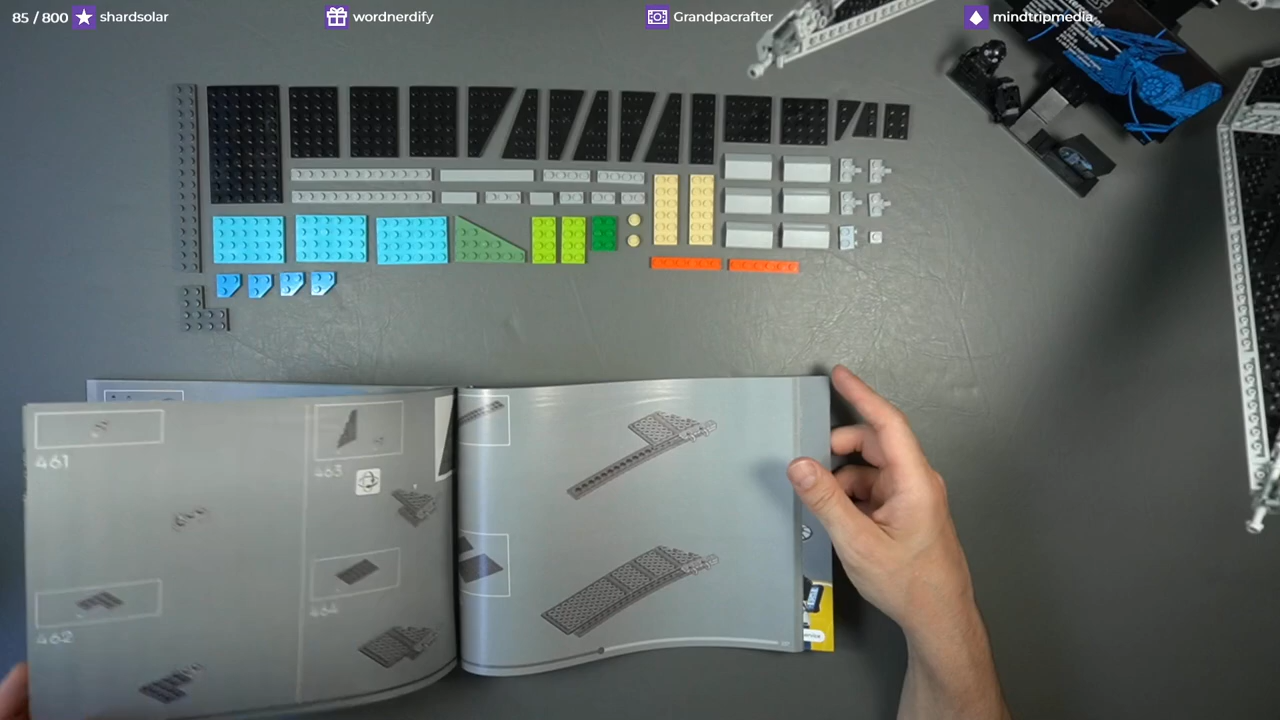 85 / 800 shardsolar
wordnerdify
Grandpacrafter
mindtripmedia
461
463
462
464